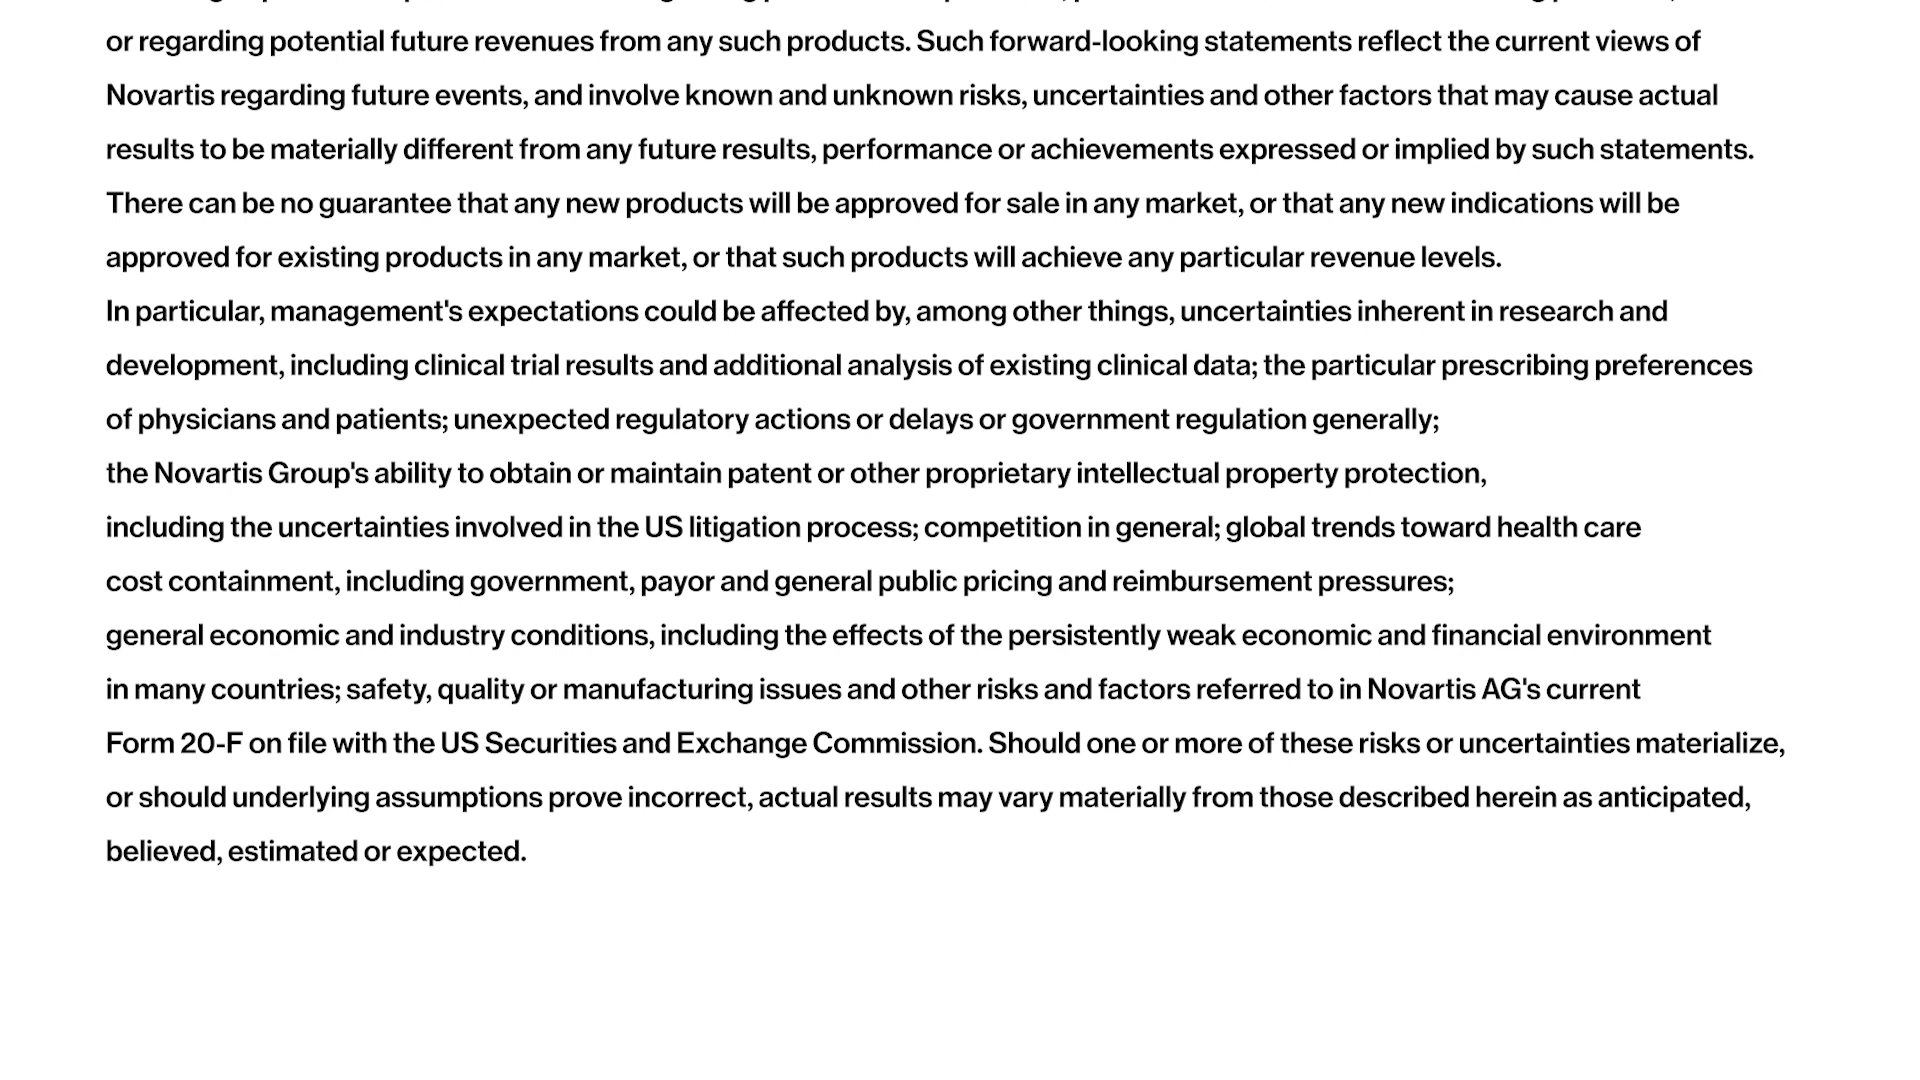 or regarding potential future revenues from any such products. Such forward-looking statements reflect the current views of
Novartis regarding future events, and involve known and unknown risks, uncertainties and other factors that may cause actual
results to be materially different from any future results, performance or achievements expressed or implied by such statements.
There can be no guarantee that any new products will be approved for sale in any market, or that any new indications will be
approved for existing products in any market, or that such products will achieve any particular revenue levels.
In particular, management's expectations could be affected by, among other things, uncertainties inherent in research and
development, including clinical trial results and additional analysis of existing clinical data; the particular prescribing preferences
of physicians and patients; unexpected regulatory actions or delays or government regulation generally;
the Novartis Group's ability to obtain or maintain patent or other proprietary intellectual property protection,
including the uncertainties involved in the US litigation process; competition in general; global trends toward health care
cost containment, including government, payor and general public pricing and reimbursement pressures;
general economic and industry conditions, including the effects of the persistently weak economic and financial environment
in many countries; safety, quality or manufacturing issues and other risks and factors referred to in Novartis AG's current
Form 20-F on file with the US Securities and Exchange Commission. Should one or more of these risks or uncertainties materialize,
or should underlying assumptions prove incorrect, actual results may vary materially from those described herein as anticipated,
believed, estimated or expected.